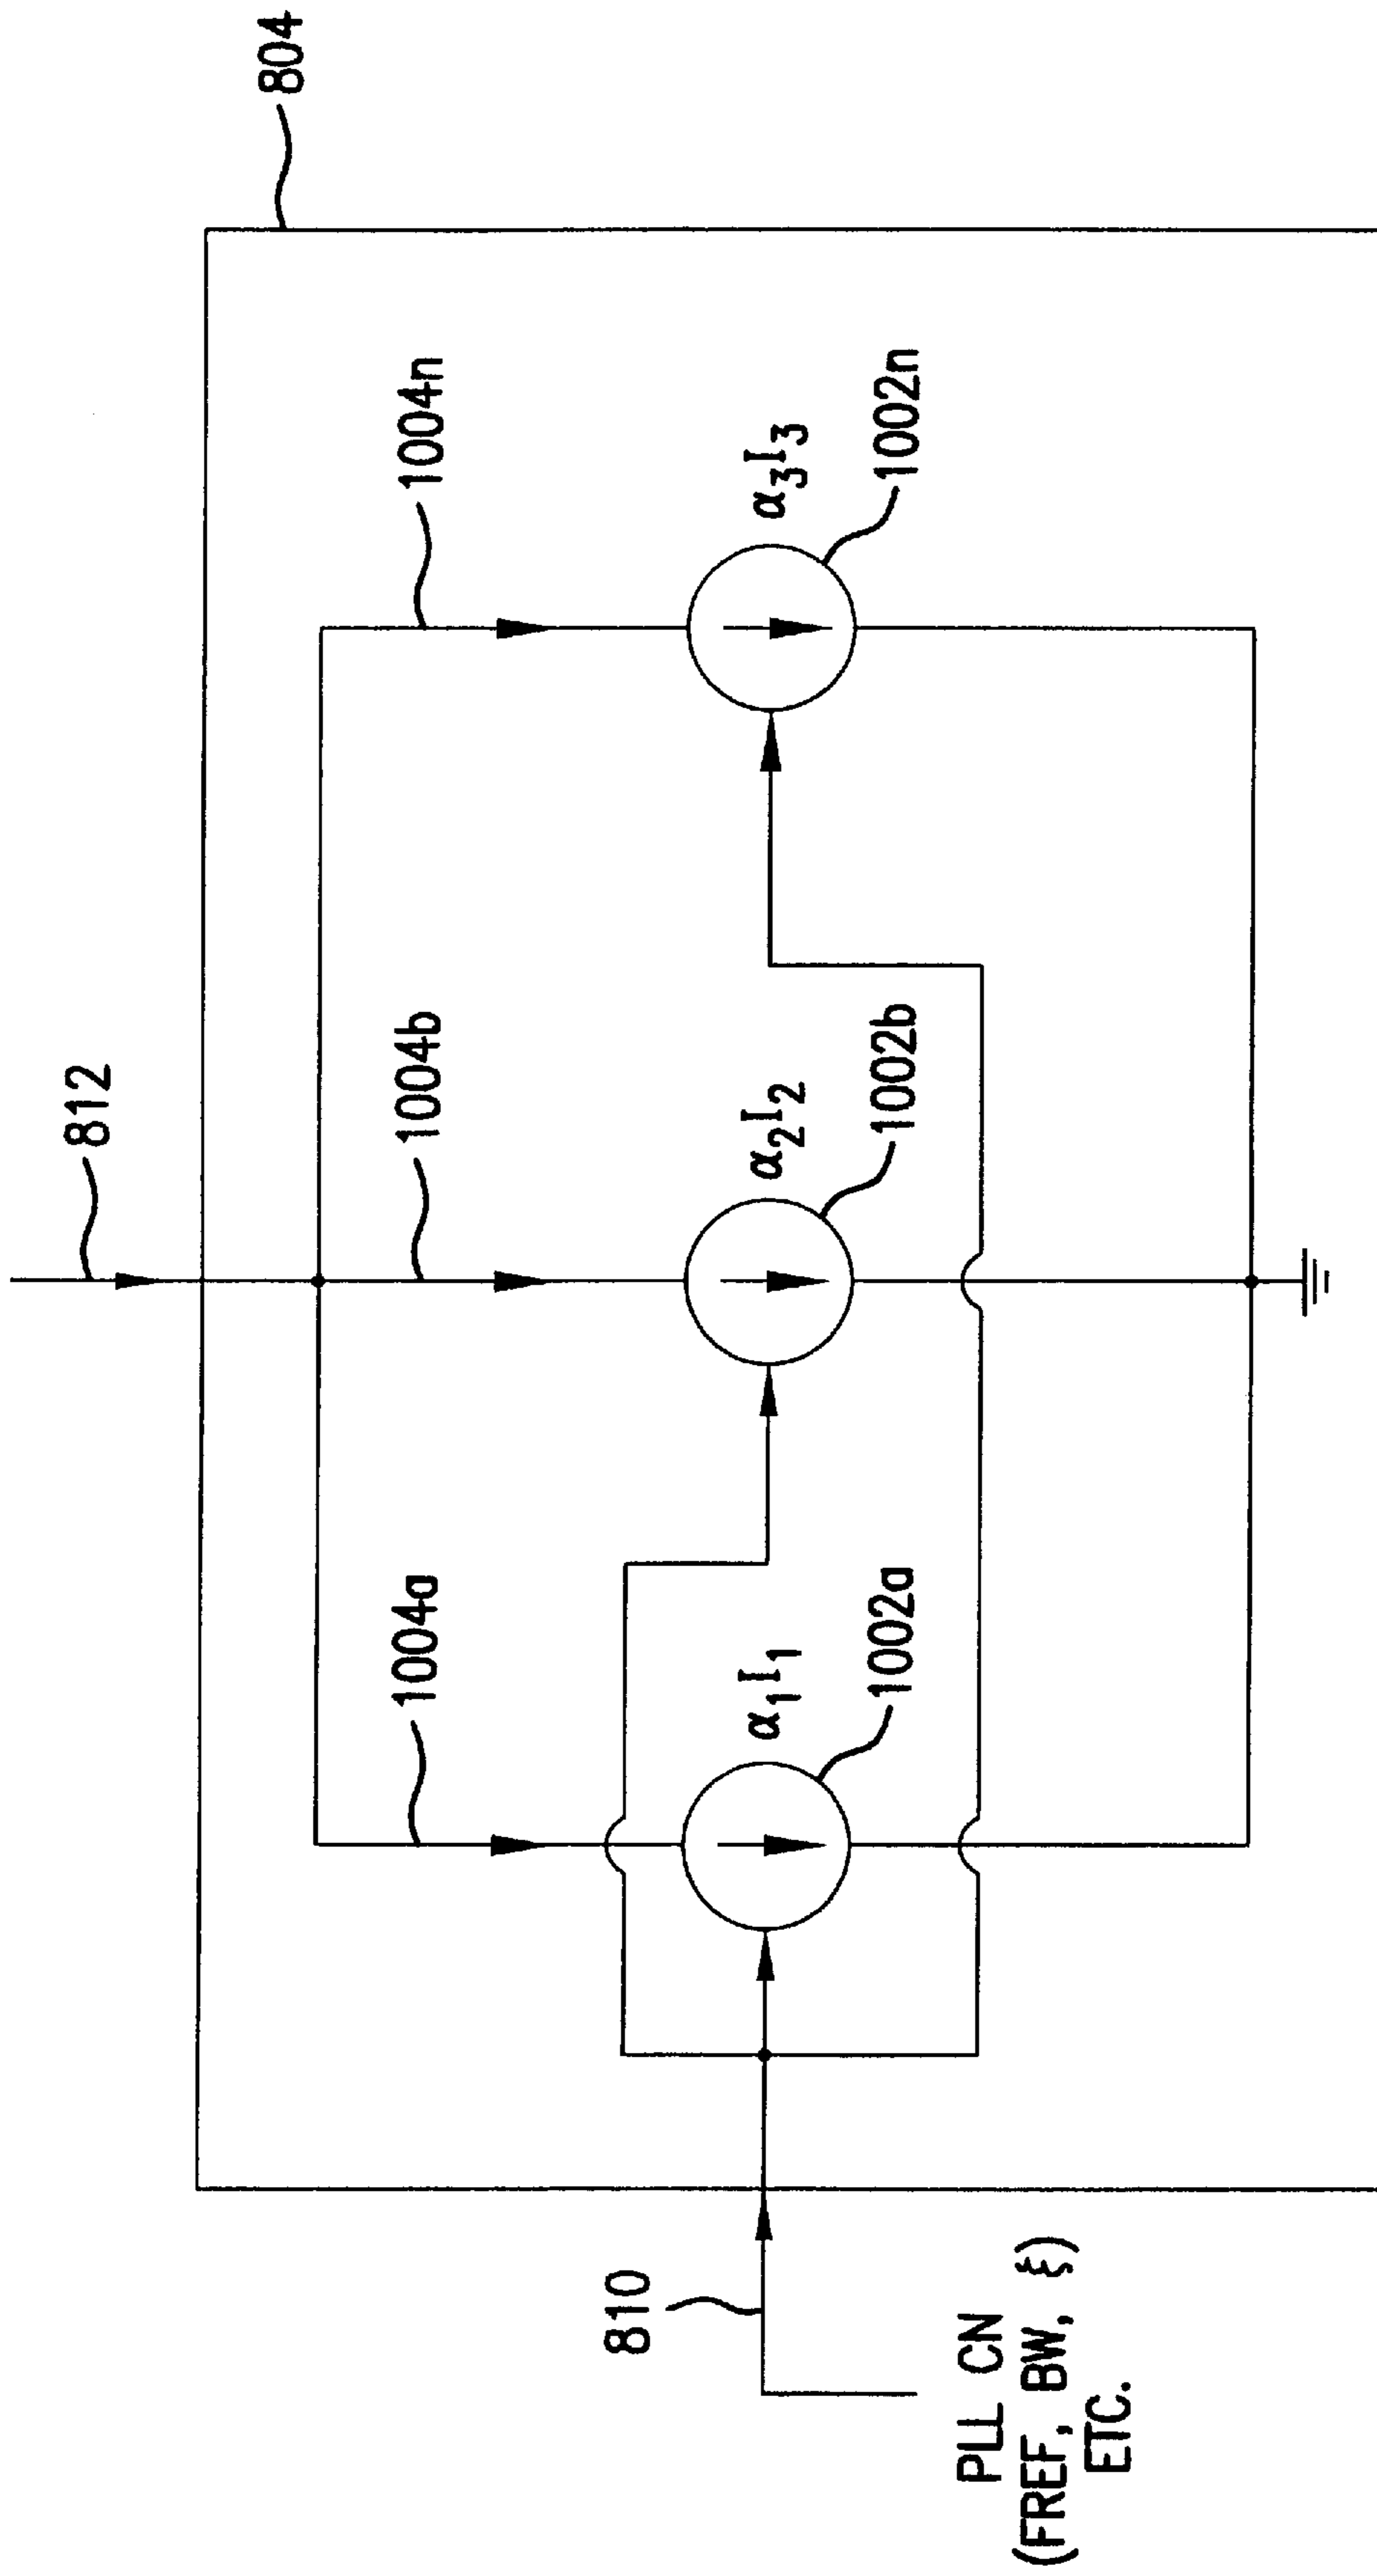 812
804
1004a
1004b
1004n
α₁I₁
α₂I₂
α₃I₃
1002a
1002b
1002n
810
PLL CN
(FREF, BW, ξ)
ETC.